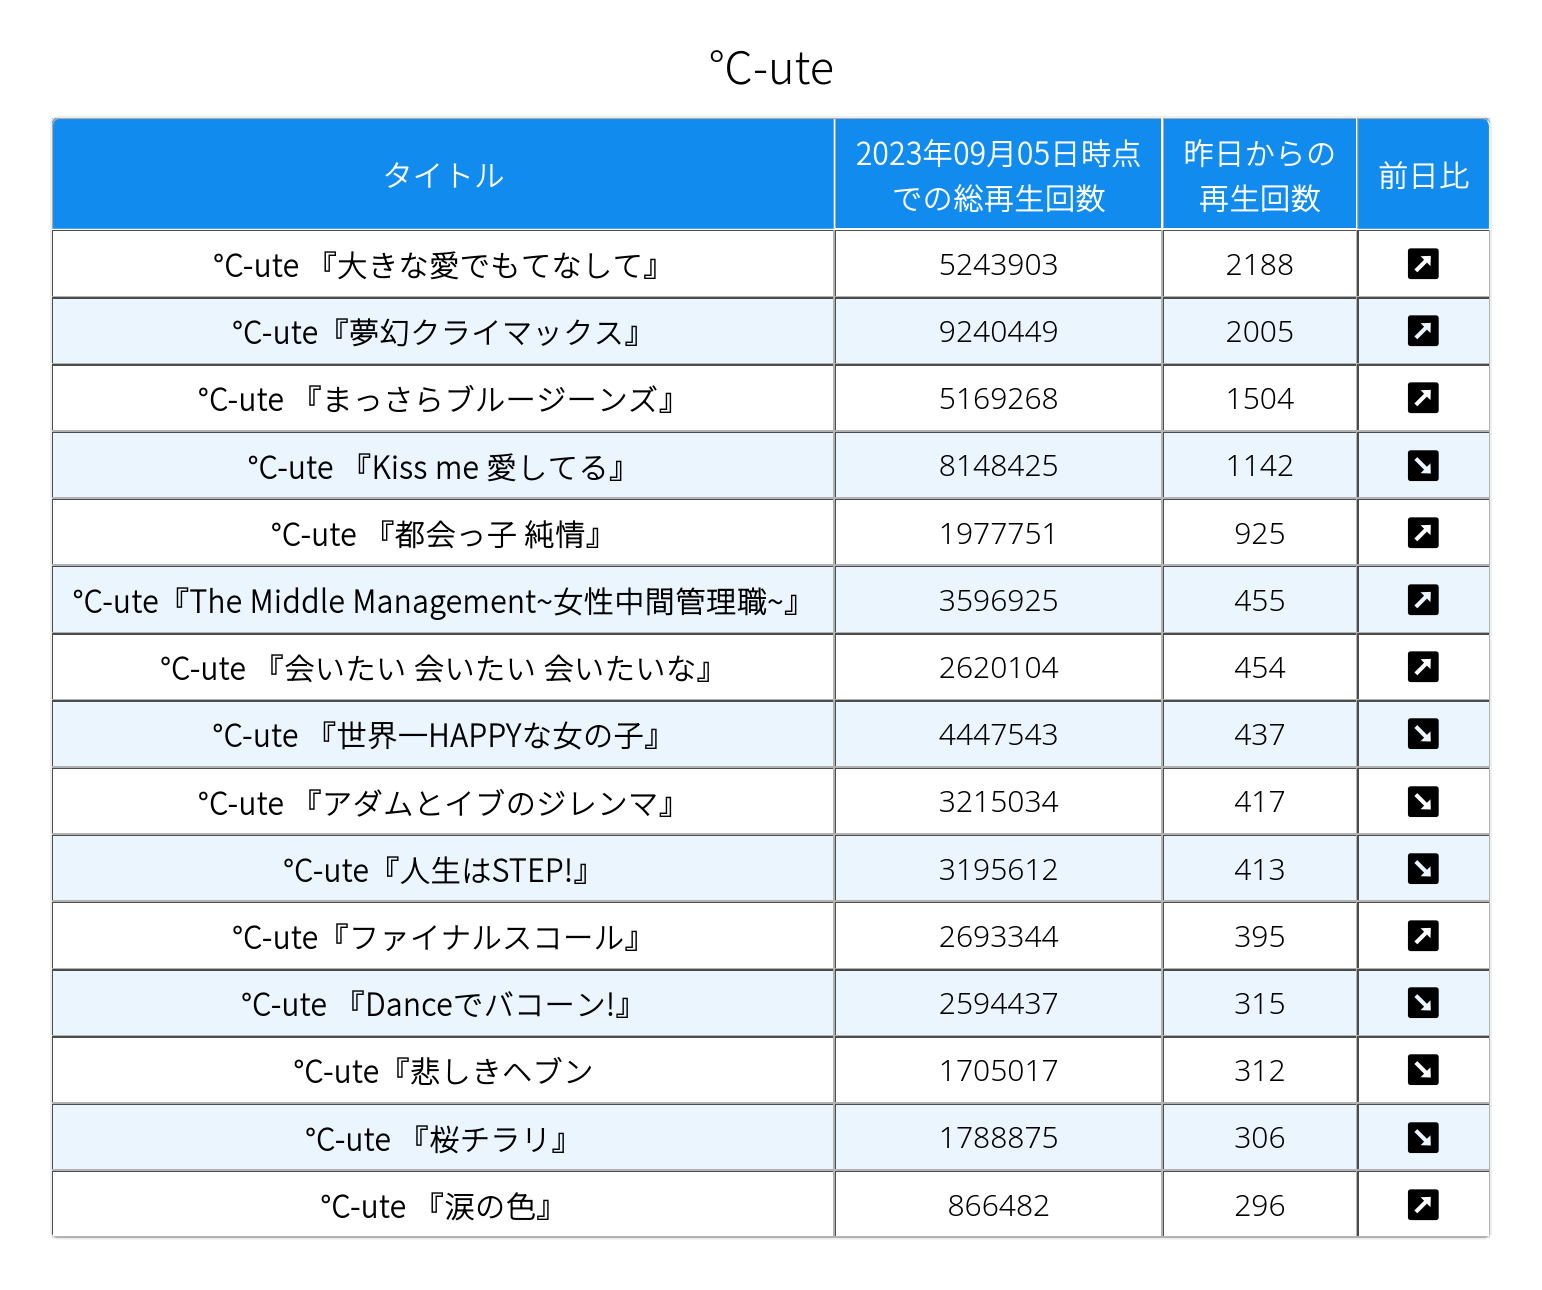 ℃-ute
タイトル 2023年09月05日時点での総再生回数 昨日からの再生回数 前日比
℃-ute 『大きな愛でもてなして』 5243903 2188 ↗
℃-ute『夢幻クライマックス』 9240449 2005 ↗
℃-ute 『まっさらブルージーンズ』 5169268 1504 ↗
℃-ute 『Kiss me 愛してる』 8148425 1142 ↘
℃-ute 『都会っ子 純情』 1977751 925 ↗
℃-ute『The Middle Management~女性中間管理職~』 3596925 455 ↗
℃-ute 『会いたい 会いたい 会いたいな』 2620104 454 ↗
℃-ute 『世界一HAPPYな女の子』 4447543 437 ↘
℃-ute 『アダムとイブのジレンマ』 3215034 417 ↘
℃-ute『人生はSTEP!』 3195612 413 ↘
℃-ute『ファイナルスコール』 2693344 395 ↗
℃-ute 『Danceでバコーン!』 2594437 315 ↘
℃-ute『悲しきヘブン 1705017 312 ↘
℃-ute 『桜チラリ』 1788875 306 ↘
℃-ute 『涙の色』 866482 296 ↗